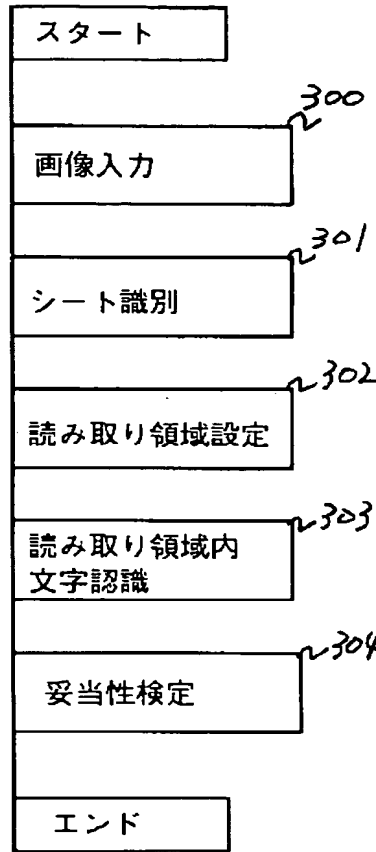 スタート
300
画像入力
301
シート識別
302
読み取り領域設定
303
読み取り領域内
文字認識
304
妥当性検定
エンド